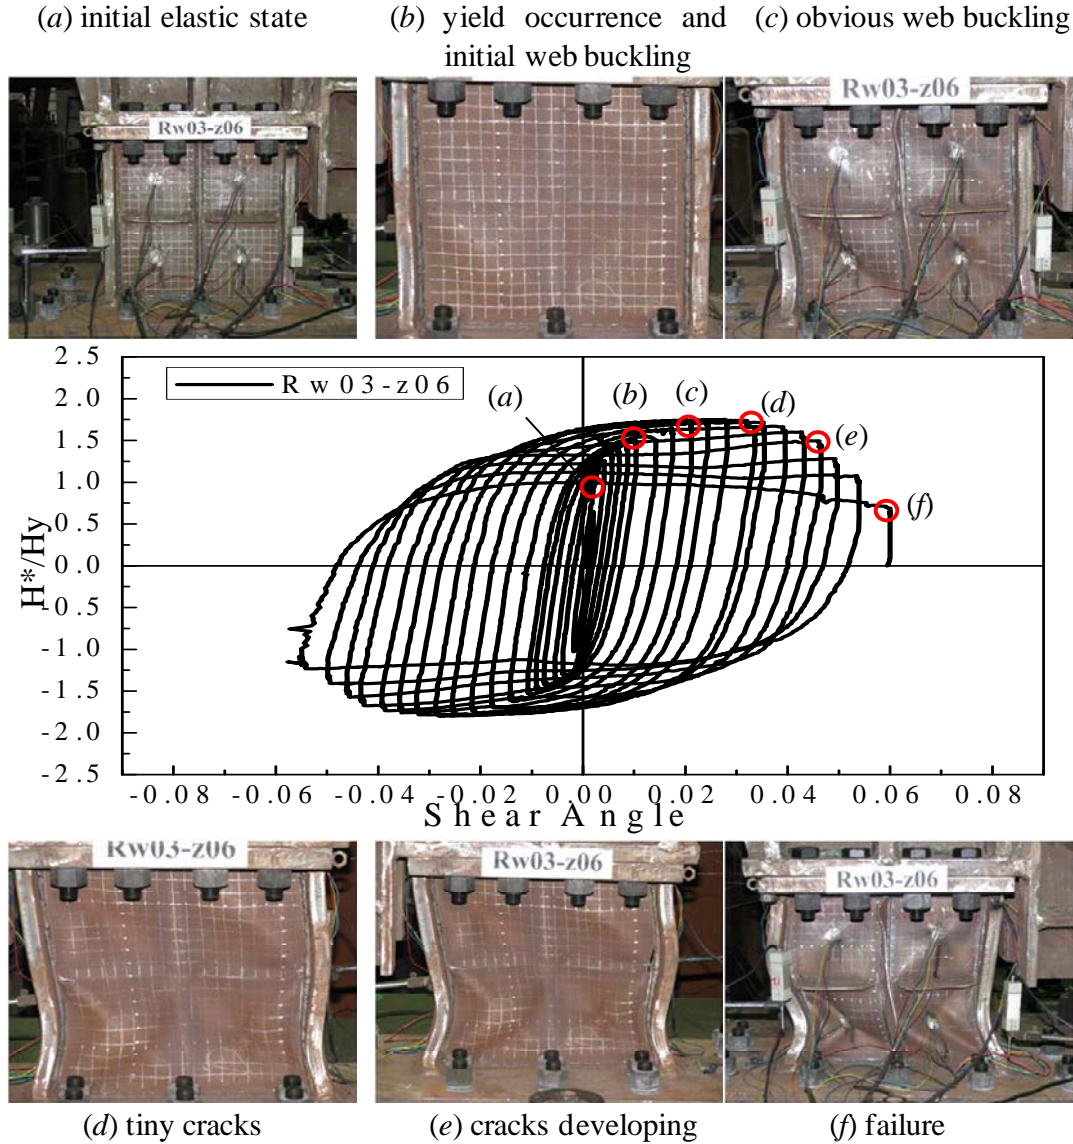 (a) initial elastic state
(b) yield occurrence and
initial web buckling
(c) obvious web buckling
Rw03-z06
Rw03-z06
2.5
2.0
1.5
1.0
0.5
0.0
-0.5
-1.0
-1.5
-2.0
-2.5
H*/Hy
Rw03-z06
(a)
(b)
(c)
(d)
(e)
(f)
-0.08 -0.06 -0.04 -0.02 0.00 0.02 0.04 0.06 0.08
Shear Angle
Rw03-z06
Rw03-z06
Rw03-z06
(d) tiny cracks
(e) cracks developing
(f) failure